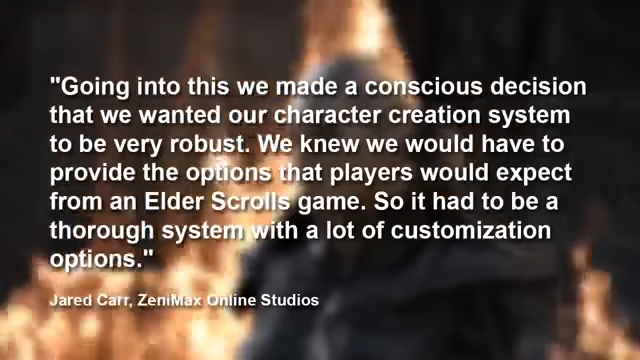 "Going into this we made a conscious decision
that we wanted our character creation system
to be very robust. We knew we would have to
provide the options that players would expect
from an Elder Scrolls game. So it had to be a
thorough system with a lot of customization
options."
Jared Carr, ZeniMax Online Studios